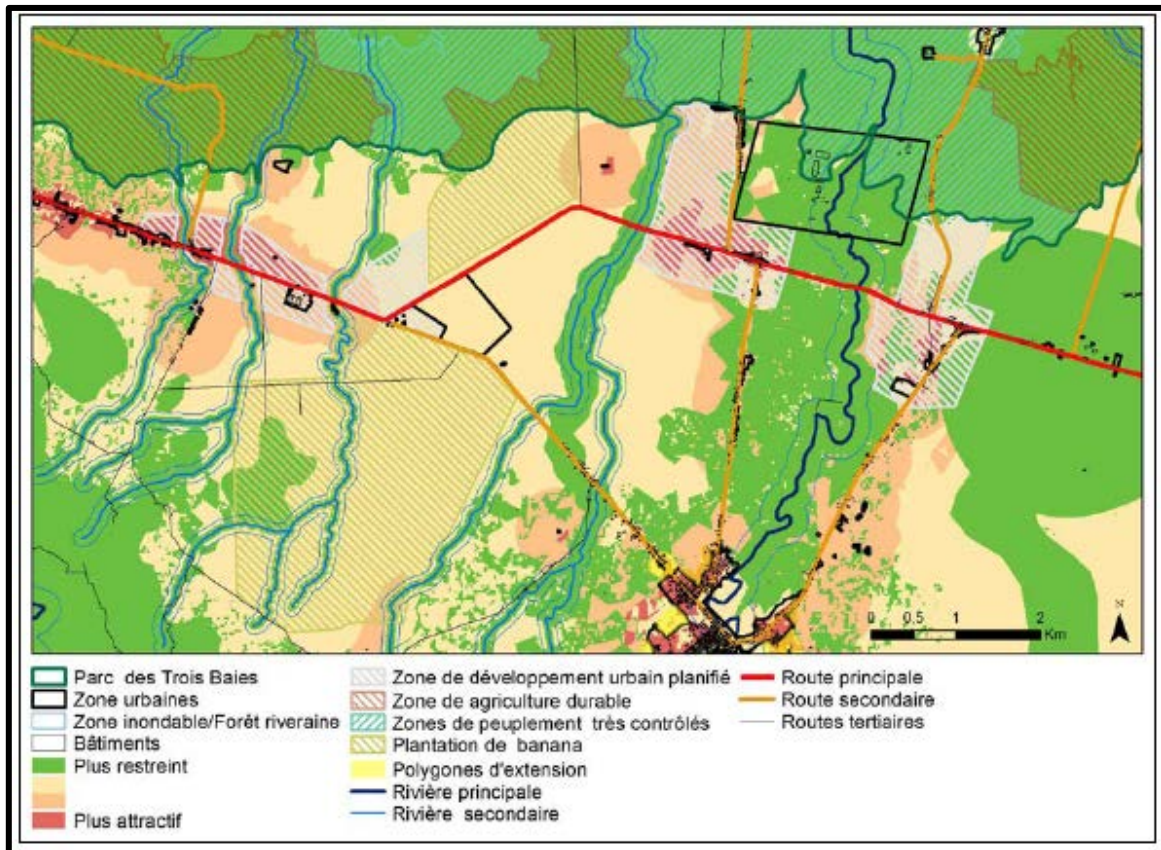 N
0 0.5 1 2
Km
Parc des Trois Baies
Zone urbaines
Zone inondable/Forêt riveraine
Bâtiments
Plus restreint
Plus attractif
Zone de développement urbain planifié
Zone de agriculture durable
Zones de peuplement très contrôlés
Plantation de banana
Polygones d'extension
Rivière principale
Rivière secondaire
Route principale
Route secondaire
Routes tertiaires